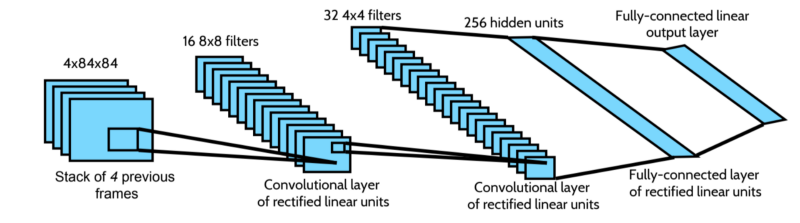 4x84x84
Stack of 4 previous
frames
16 8x8 filters
Convolutional layer
of rectified linear units
32 4x4 filters
Convolutional layer
of rectified linear units
256 hidden units
Fully-connected layer
of rectified linear units
Fully-connected linear
output layer